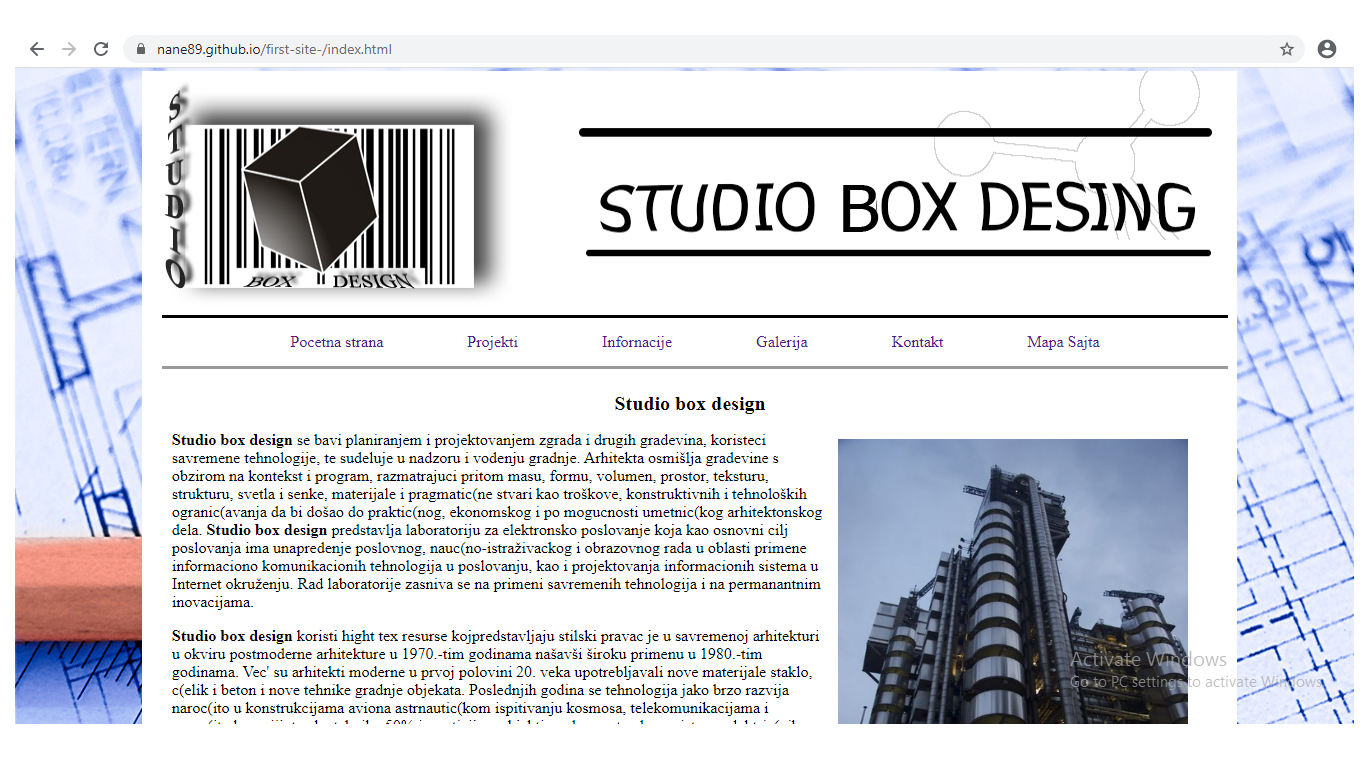 nane89.github.io/first-site-/index.html
STUDIO
BOX DESIGN
STUDIO BOX DESING
Pocetna strana Projekti Infornacije Galerija Kontakt Mapa Sajta
Studio box design
Studio box design se bavi planiranjem i projektovanjem zgrada i drugih gradevina, koristeci
savremene tehnologije, te sudeluje u nadzoru i vodenju gradnje. Arhitekta osmišlja gradevine s
obzirom na kontekst i program, razmatrajuci pritom masu, formu, volumen, prostor, teksturu,
strukturu, svetla i senke, materijale i pragmatic(ne stvari kao troškove, konstruktivnih i tehnoloških
ogranic(avanja da bi došao do praktic(nog, ekonomskog i po mogucnosti umetnic(kog arhitektonskog
dela. Studio box design predstavlja laboratoriju za elektronsko poslovanje koja kao osnovni cilj
poslovanja ima unapredenje poslovnog, nauc(no-istraživackog i obrazovnog rada u oblasti primene
informaciono komunikacionih tehnologija u poslovanju, kao i projektovanja informacionih sistema u
Internet okruženju. Rad laboratorije zasniva se na primeni savremenih tehnologija i na permanantnim
inovacijama.
Studio box design koristi hight tex resurse kojpredstavljaju stilski pravac je u savremenoj arhitekturi
u okviru postmoderne arhitekture u 1970.-tim godinama našavši široku primenu u 1980.-tim
godinama. Vec' su arhitekti moderne u prvoj polovini 20. veka upotrebljavali nove materijale staklo,
c(elik i beton i nove tehnike gradnje objekata. Poslednjih godina se tehnologija jako brzo razvija
naroc(ito u konstrukcijama aviona astrnautic(kom ispitivanju kosmosa, telekomunikacijama i
Activate Windows
Go to PC settings to activate Windows.